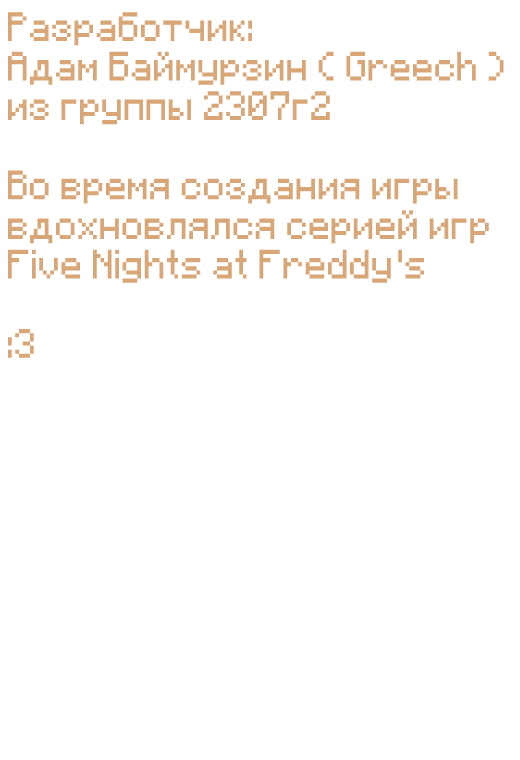 Разработчик:
Адам Баймурзин ( Greech )
из группы 2307г2
Во время создания игры
вдохновлялся серией игр
Five Nights at Freddy's
:3